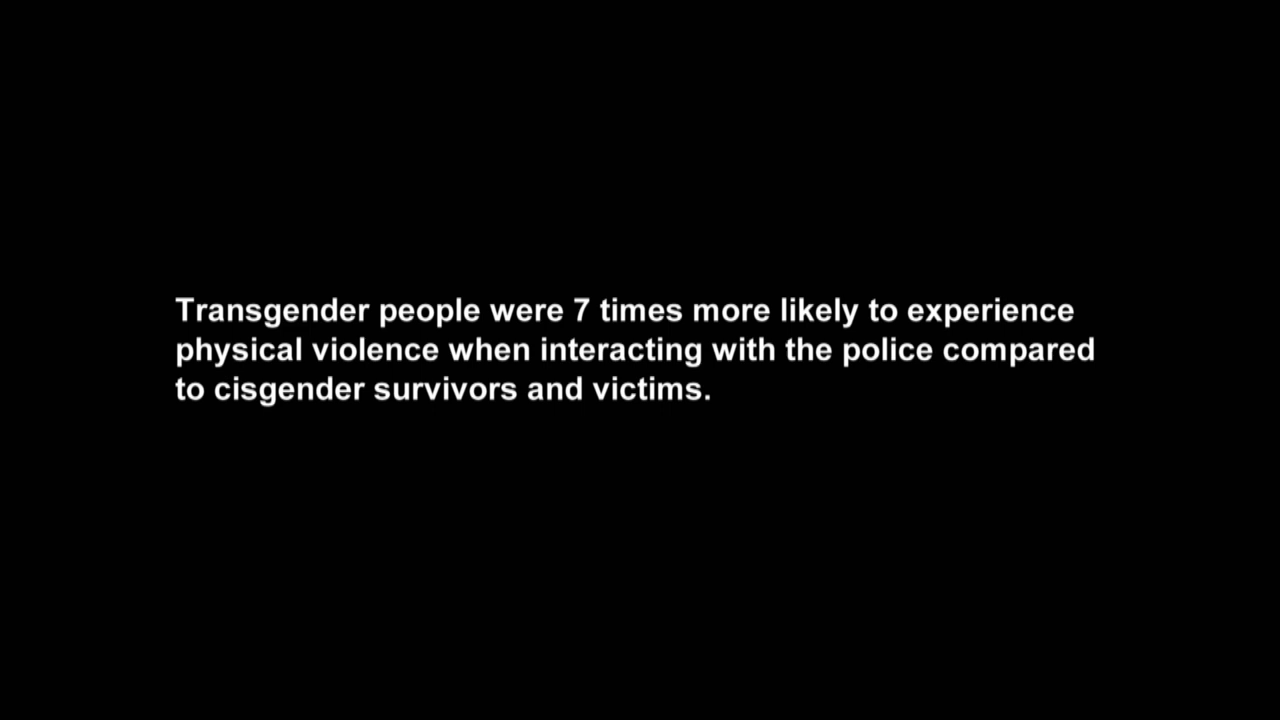 Transgender people were 7 times more likely to experience
physical violence when interacting with the police compared
to cisgender survivors and victims.